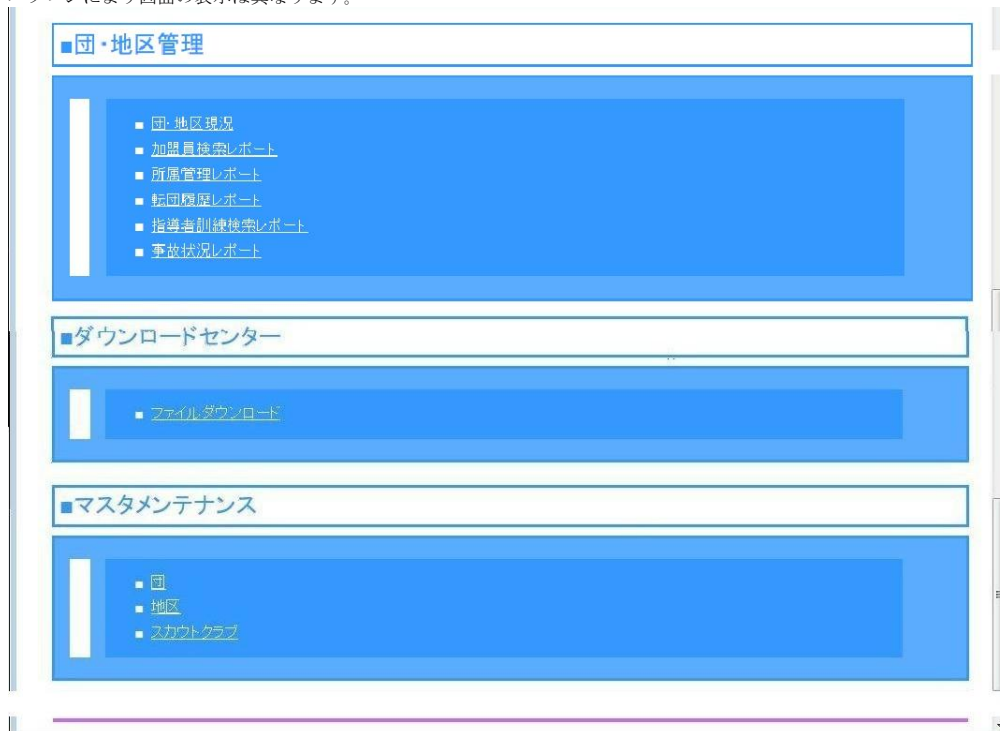 により画面の表示は異なります。
■団・地区管理
■ 団・地区現況
■ 加盟員検索レポート
■ 所属管理レポート
■ 転団履歴レポート
■ 指導者訓練検索レポート
■ 事故状況レポート
■ダウンロードセンター
■ ファイルダウンロード
■マスタメンテナンス
■ 団
■ 地区
■ スカウトクラブ